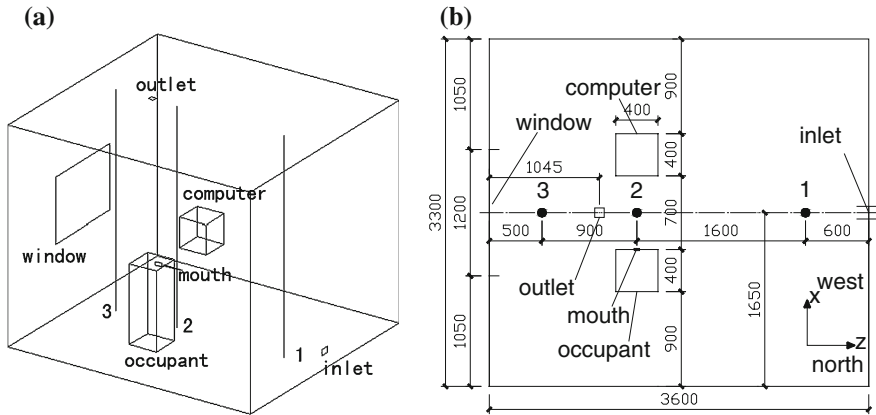 (a)
outlet
computer
window
mouth
3
2
occupant
1
inlet
(b)
1050
computer
900
400
window
inlet
400
1045
3
2
1
3300
1200
700
500
900
1600
600
400
outlet
1650
west
mouth
x
1050
occupant
900
z
north
3600